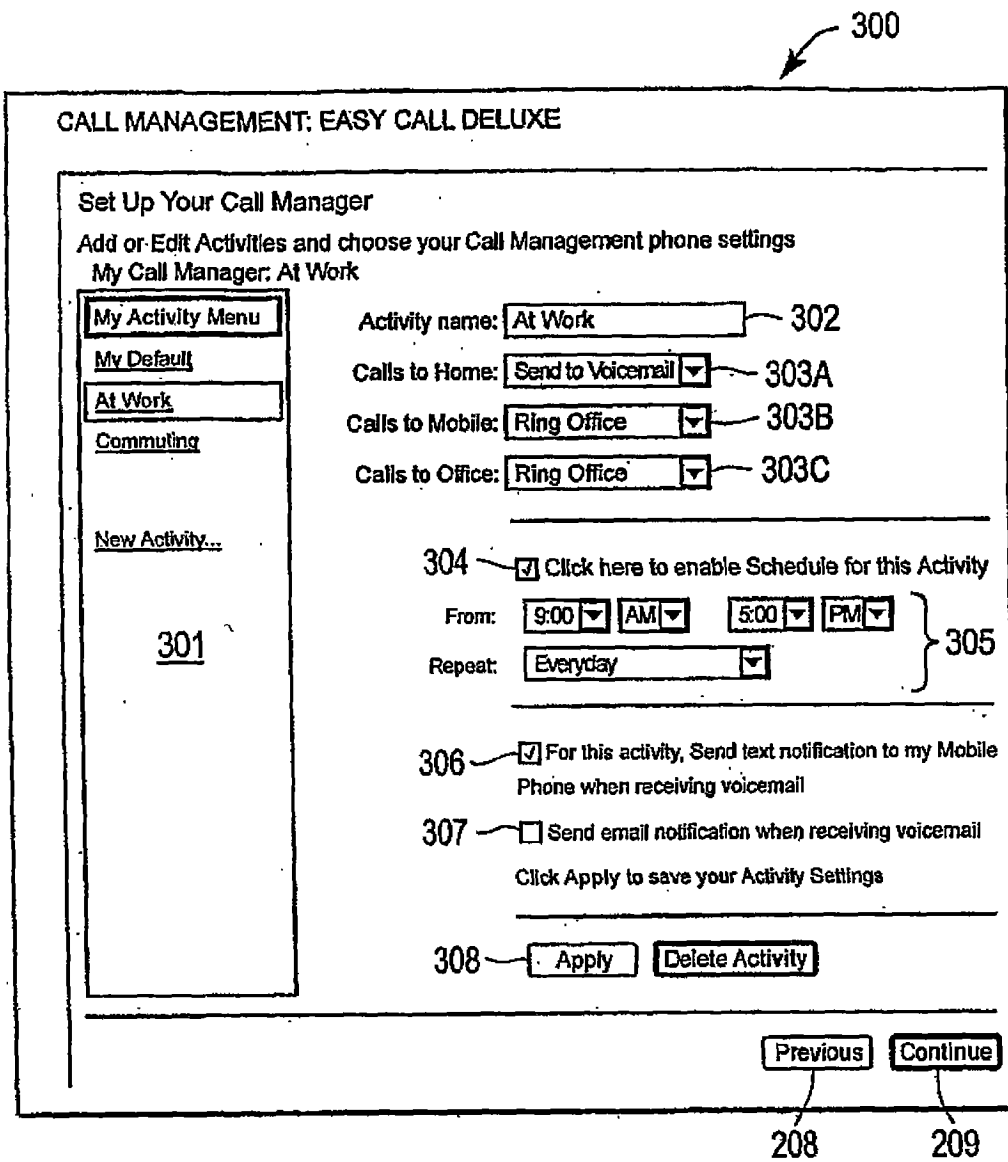 300
CALL MANAGEMENT: EASY CALL DELUXE
Set Up Your Call Manager
Add or Edit Activities and choose your Call Management phone settings
My Call Manager: At Work
My Activity Menu
My Default
At Work
Commuting
New Activity...
301
Activity name: At Work 302
Calls to Home: Send to Voicemail 303A
Calls to Mobile: Ring Office 303B
Calls to Office: Ring Office 303C
304 Click here to enable Schedule for this Activity
From: 9:00 AM 5:00 PM
305
Repeat: Everyday
306 For this activity, Send text notification to my Mobile
Phone when receiving voicemail
307 Send email notification when receiving voicemail
Click Apply to save your Activity Settings
308 Apply Delete Activity
Previous Continue
208 209